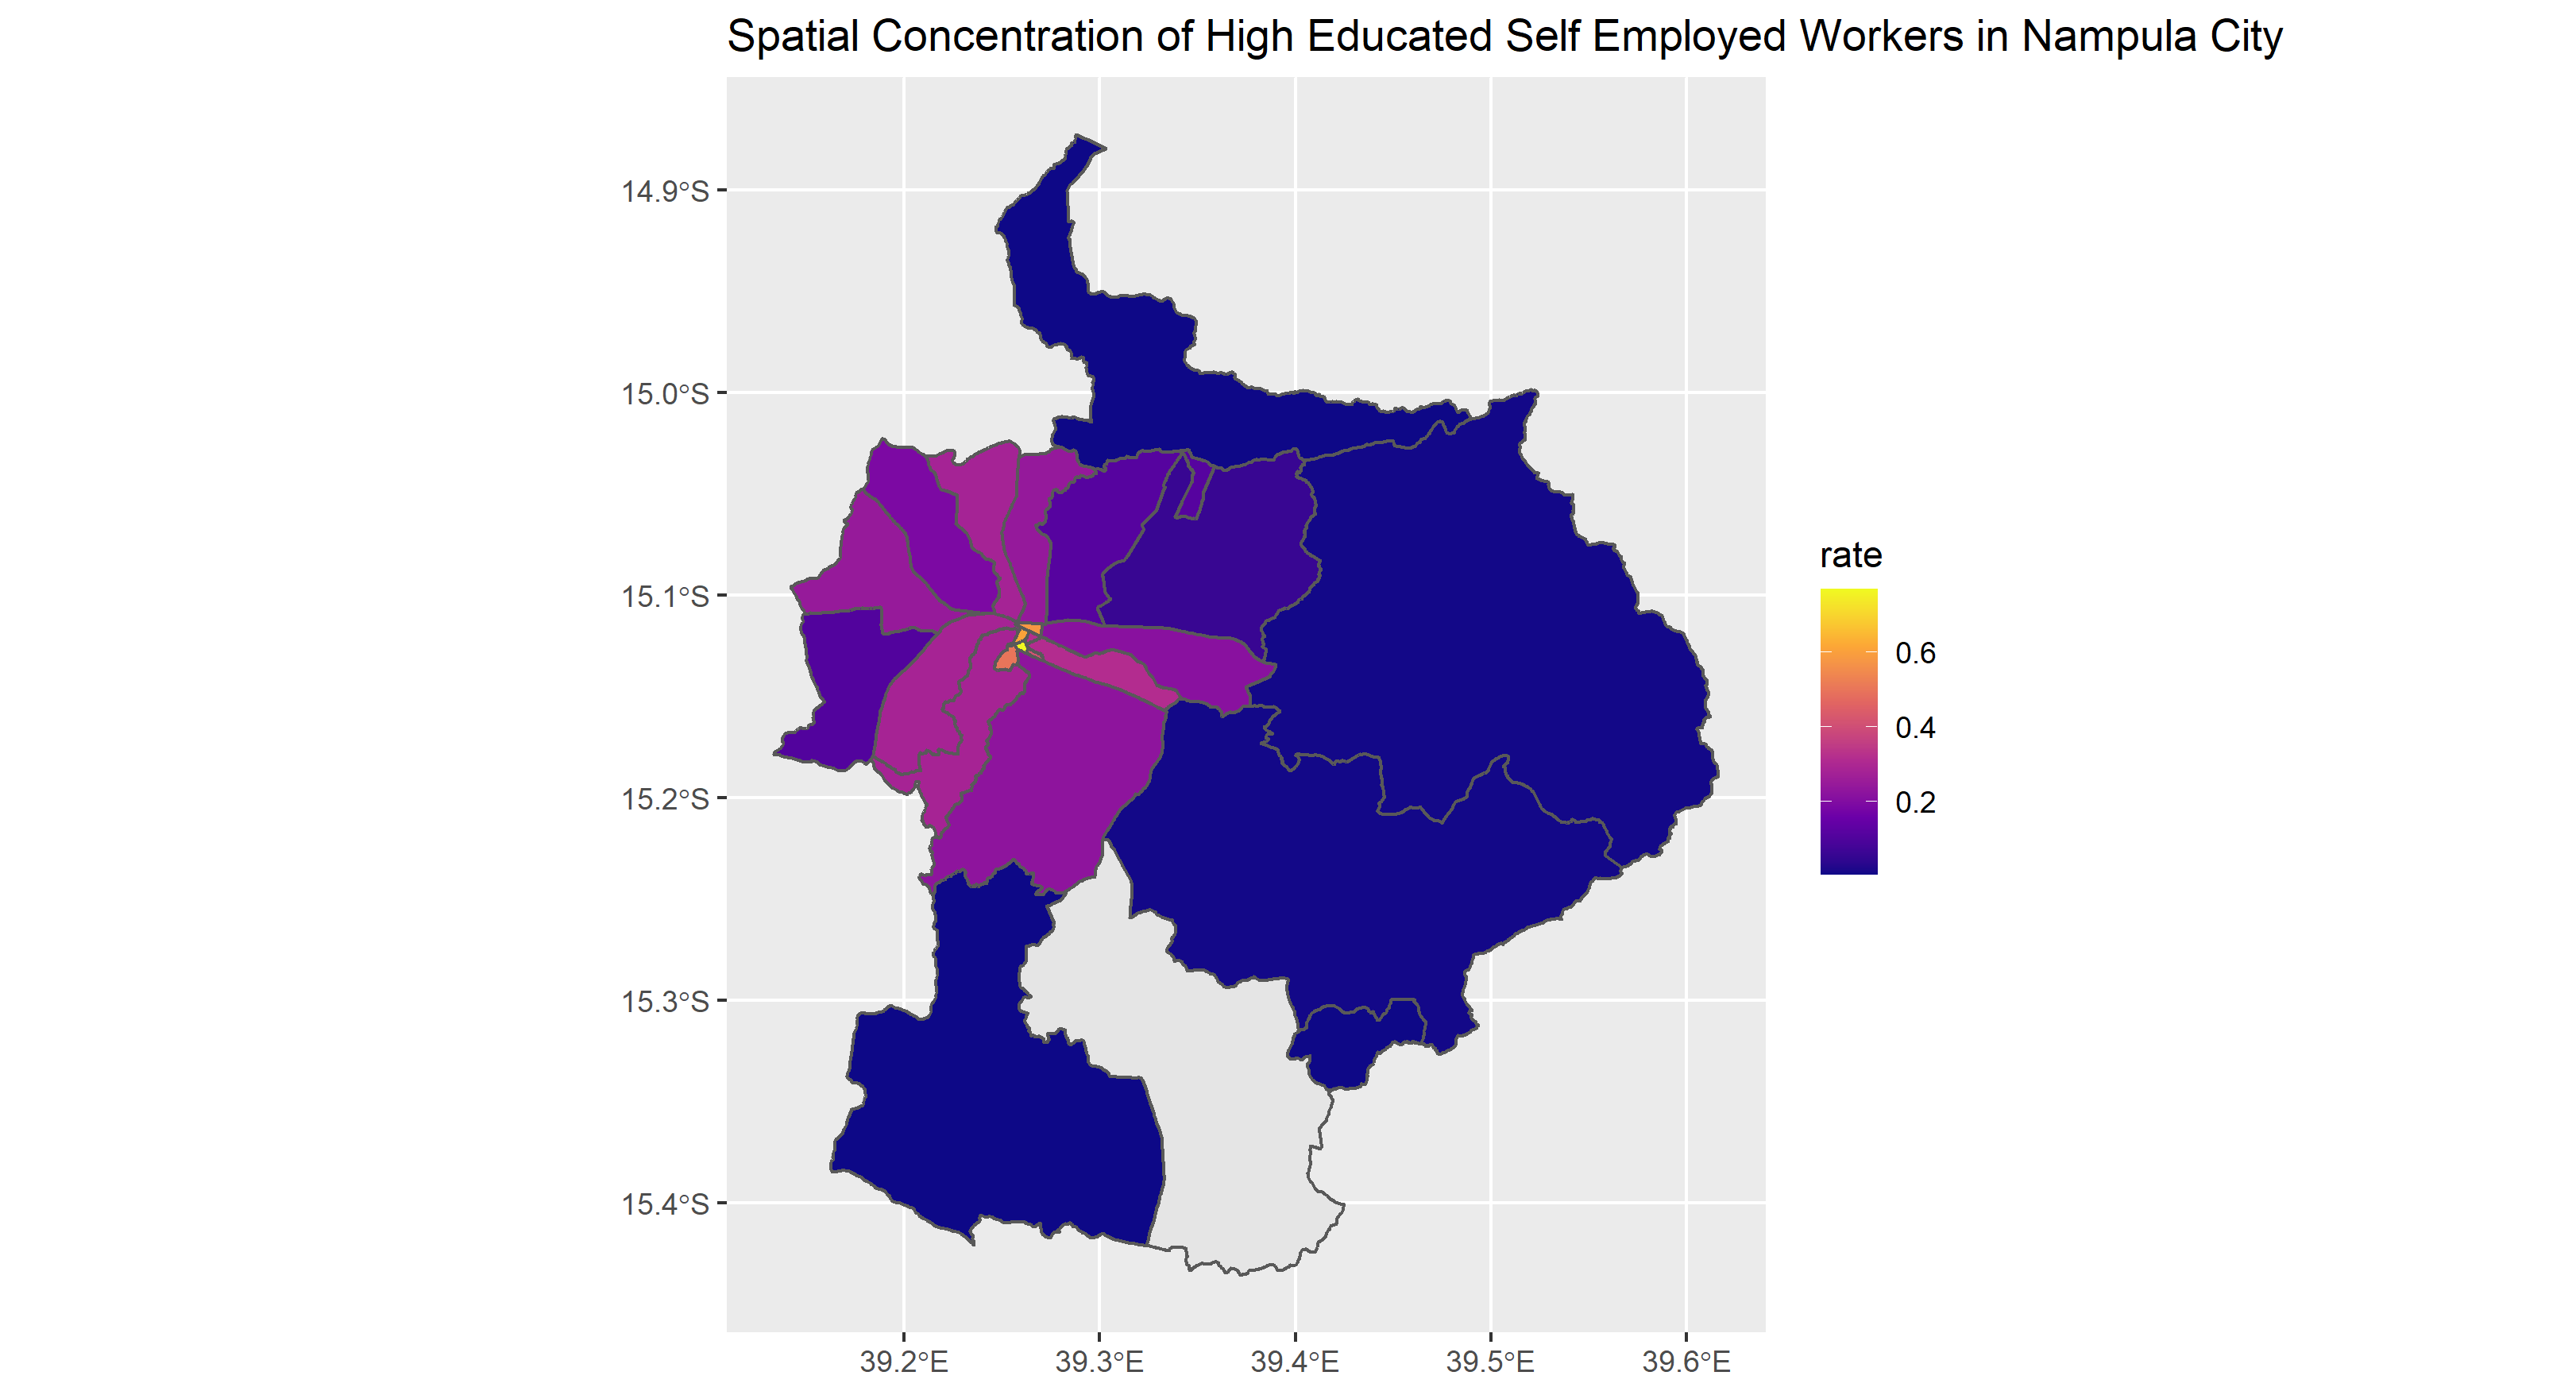 Spatial Concentration of High Educated Self Employed Workers in Nampula City
14.9°S
15.0°S
15.1°S
15.2°S
15.3°S
15.4°S
39.2°E
39.3°E
39.4°E
39.5°E
39.6°E
rate
0.6
0.4
0.2